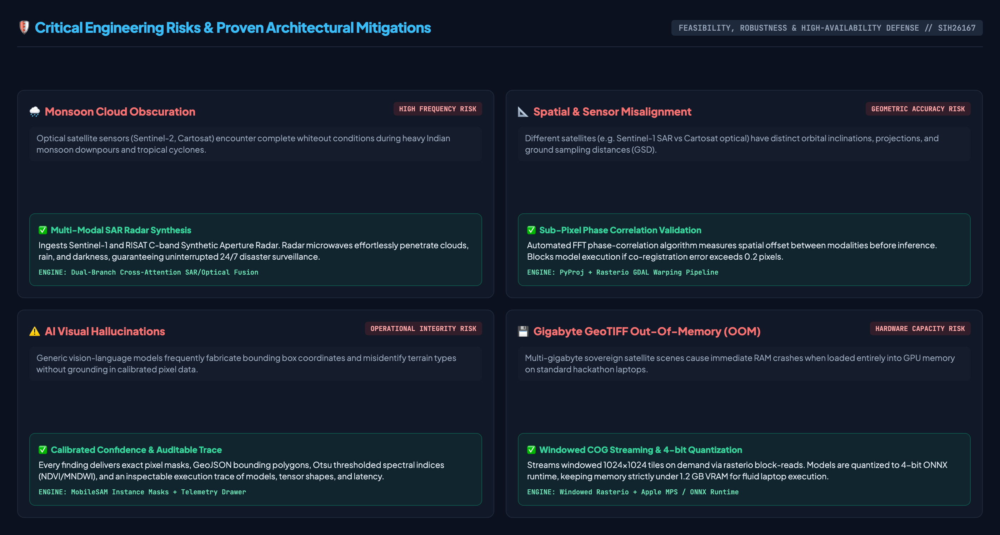 Critical Engineering Risks & Proven Architectural Mitigations
FEASIBILITY, ROBUSTNESS & HIGH-AVAILABILITY DEFENSE // SIH26167
Monsoon Cloud Obscuration
HIGH FREQUENCY RISK
Optical satellite sensors (Sentinel-2, Cartosat) encounter complete whiteout conditions during heavy Indian
monsoon downpours and tropical cyclones.
Multi-Modal SAR Radar Synthesis
Ingests Sentinel-1 and RISAT C-band Synthetic Aperture Radar. Radar microwaves effortlessly penetrate clouds,
rain, and darkness, guaranteeing uninterrupted 24/7 disaster surveillance.
ENGINE: Dual-Branch Cross-Attention SAR/Optical Fusion
Spatial & Sensor Misalignment
GEOMETRIC ACCURACY RISK
Different satellites (e.g. Sentinel-1 SAR vs Cartosat optical) have distinct orbital inclinations, projections, and
ground sampling distances (GSD).
Sub-Pixel Phase Correlation Validation
Automated FFT phase-correlation algorithm measures spatial offset between modalities before inference.
Blocks model execution if co-registration error exceeds 0.2 pixels.
ENGINE: PyProj + Rasterio GDAL Warping Pipeline
AI Visual Hallucinations
OPERATIONAL INTEGRITY RISK
Generic vision-language models frequently fabricate bounding box coordinates and misidentify terrain types
without grounding in calibrated pixel data.
Calibrated Confidence & Auditable Trace
Every finding delivers exact pixel masks, GeoJSON bounding polygons, Otsu thresholded spectral indices
(NDVI/MNDWI), and an inspectable execution trace of models, tensor shapes, and latency.
ENGINE: MobileSAM Instance Masks + Telemetry Drawer
Gigabyte GeoTIFF Out-Of-Memory (OOM)
HARDWARE CAPACITY RISK
Multi-gigabyte sovereign satellite scenes cause immediate RAM crashes when loaded entirely into GPU memory
on standard hackathon laptops.
Windowed COG Streaming & 4-bit Quantization
Streams windowed 1024×1024 tiles on demand via rasterio block-reads. Models are quantized to 4-bit ONNX
runtime, keeping memory strictly under 1.2 GB VRAM for fluid laptop execution.
ENGINE: Windowed Rasterio + Apple MPS / ONNX Runtime